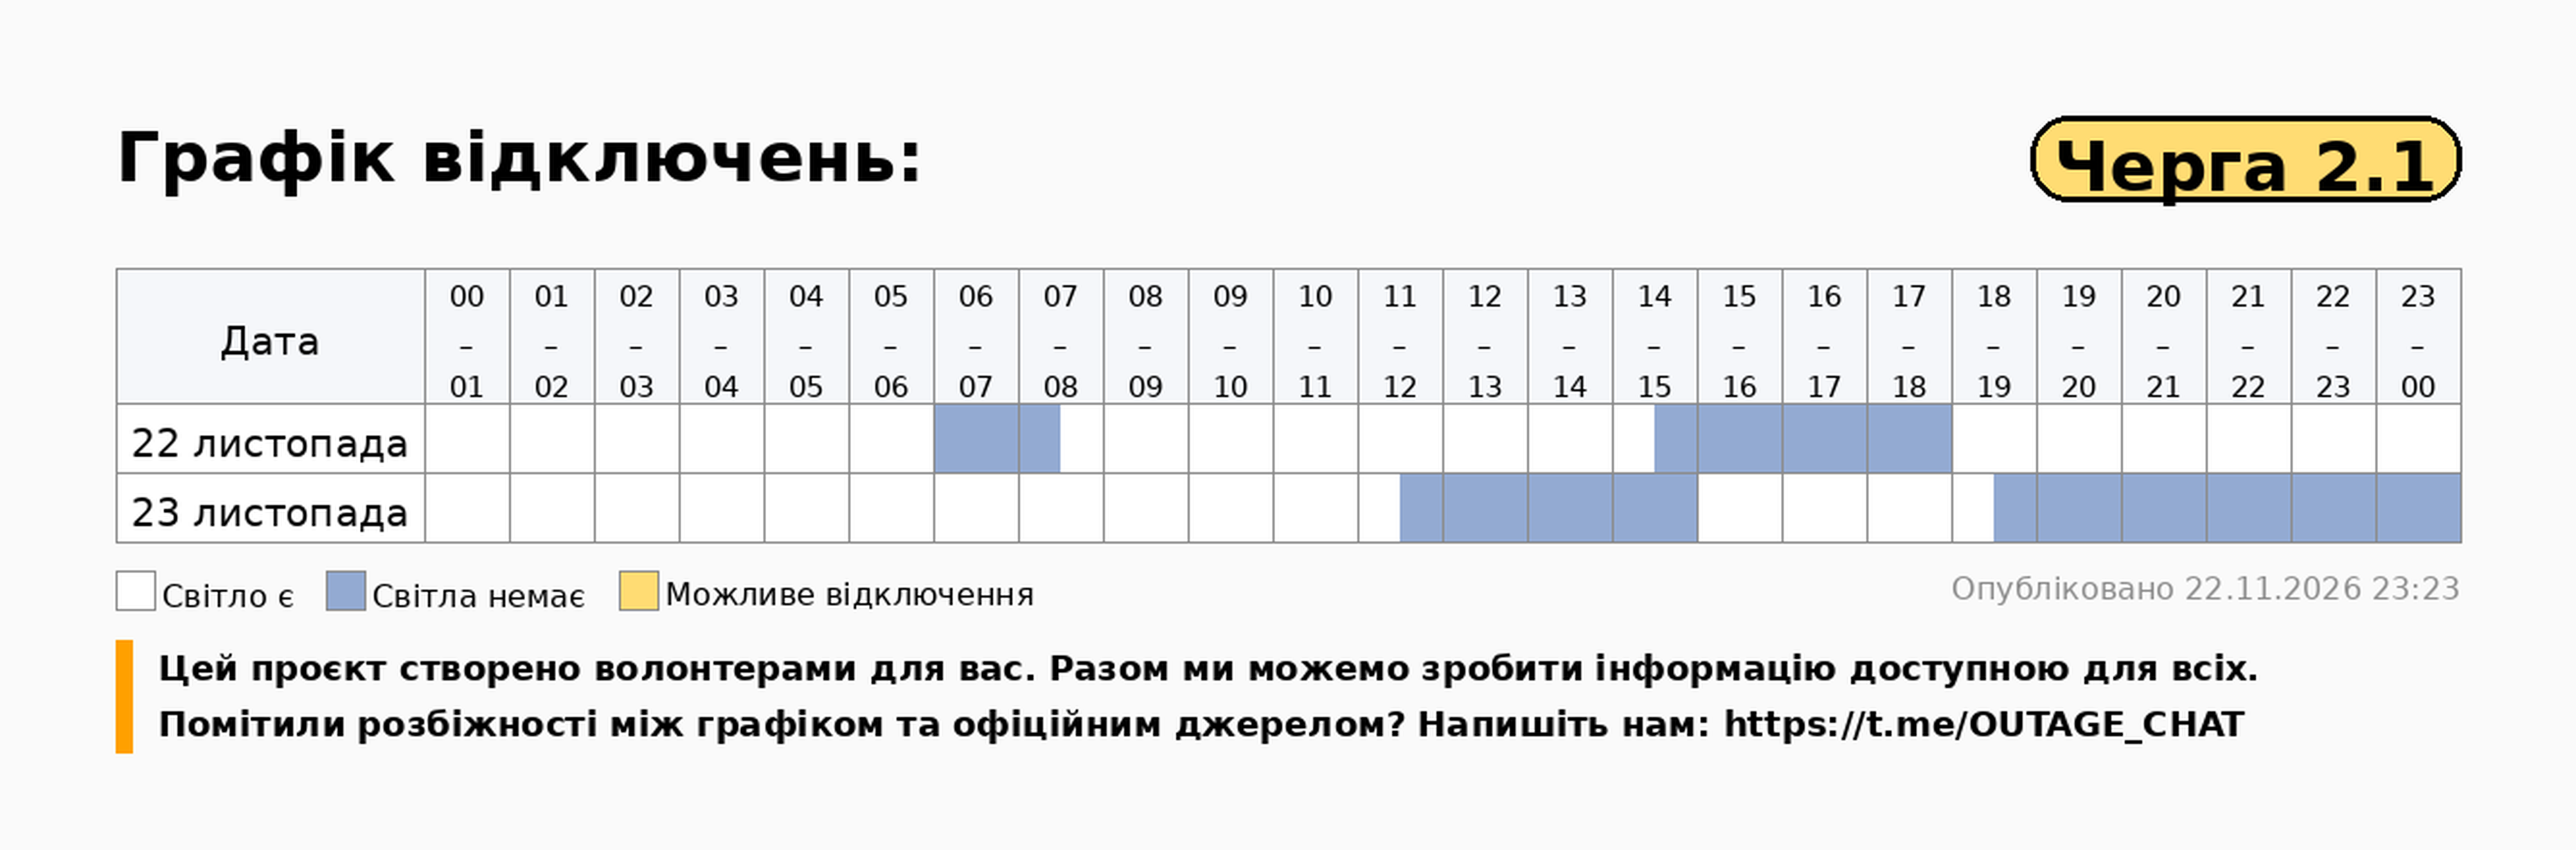 Графік відключень:
Черга 2.1
Дата
00 – 01
01 – 02
02 – 03
03 – 04
04 – 05
05 – 06
06 – 07
07 – 08
08 – 09
09 – 10
10 – 11
11 – 12
12 – 13
13 – 14
14 – 15
15 – 16
16 – 17
17 – 18
18 – 19
19 – 20
20 – 21
21 – 22
22 – 23
23 – 00
22 листопада
23 листопада
Світло є
Світла немає
Можливе відключення
Опубліковано 22.11.2026 23:23
Цей проєкт створено волонтерами для вас. Разом ми можемо зробити інформацію доступною для всіх.
Помітили розбіжності між графіком та офіційним джерелом? Напишіть нам: https://t.me/OUTAGE_CHAT